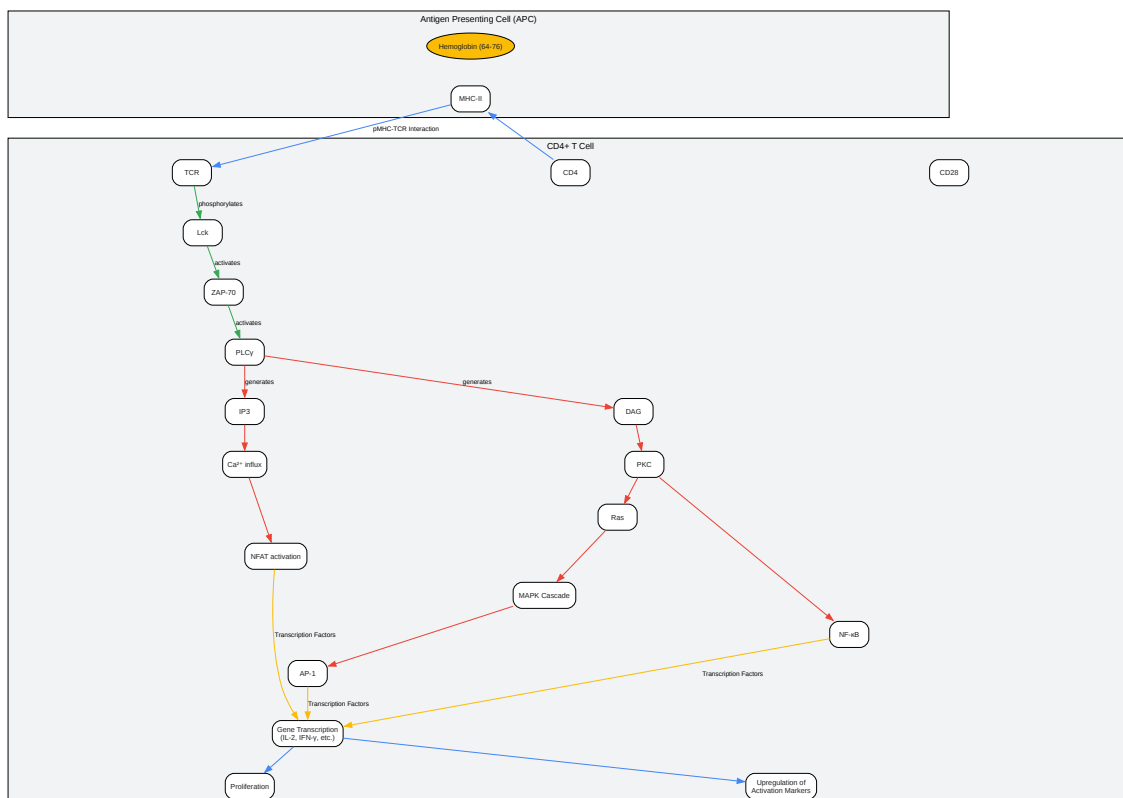 Antigen Presenting Cell (APC)
Hemoglobin (64-76)
MHC-II
pMHC-TCR Interaction
CD4+ T Cell
TCR
CD4
CD28
phosphorylates
Lck
activates
ZAP-70
activates
PLCγ
generates
generates
IP3
DAG
Ca²⁺ influx
PKC
Ras
NFAT activation
MAPK Cascade
NF-κB
Transcription Factors
AP-1
Transcription Factors
Transcription Factors
Gene Transcription
(IL-2, IFN-γ, etc.)
Proliferation
Upregulation of
Activation Markers